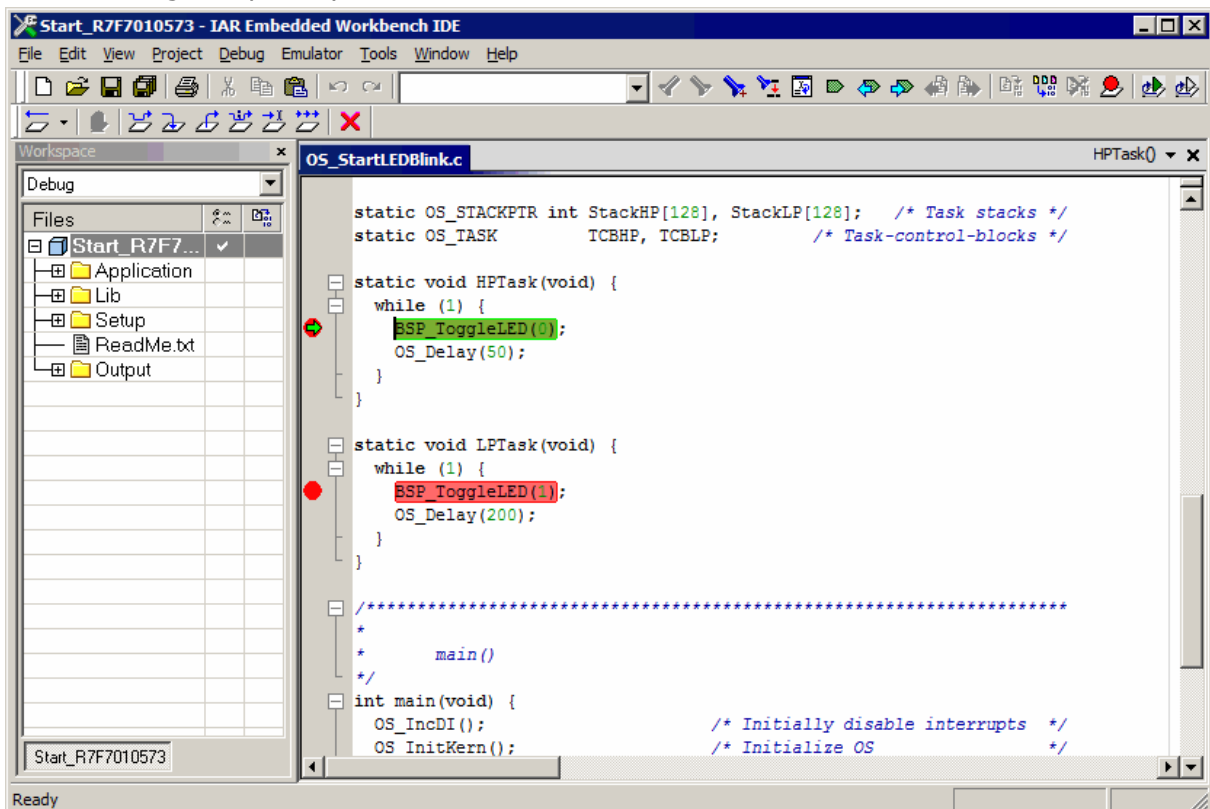 Start_R7F7010573 - IAR Embedded Workbench IDE
File Edit View Project Debug Emulator Tools Window Help
Workspace
Debug
Files
Start_R7F7...
Application
Lib
Setup
ReadMe.txt
Output
Start_R7F7010573
OS_StartLEDBlink.c
HPTask()
static OS_STACKPTR int StackHP[128], StackLP[128]; /* Task stacks */
static OS_TASK TCBHP, TCBLP; /* Task-control-blocks */
static void HPTask(void) {
while (1) {
BSP_ToggleLED(0);
OS_Delay(50);
}
}
static void LPTask(void) {
while (1) {
BSP_ToggleLED(1);
OS_Delay(200);
}
}
/*********************************************************************
*
* main()
*/
int main(void) {
OS_IncDI(); /* Initially disable interrupts */
OS_InitKern(); /* Initialize OS */
Ready